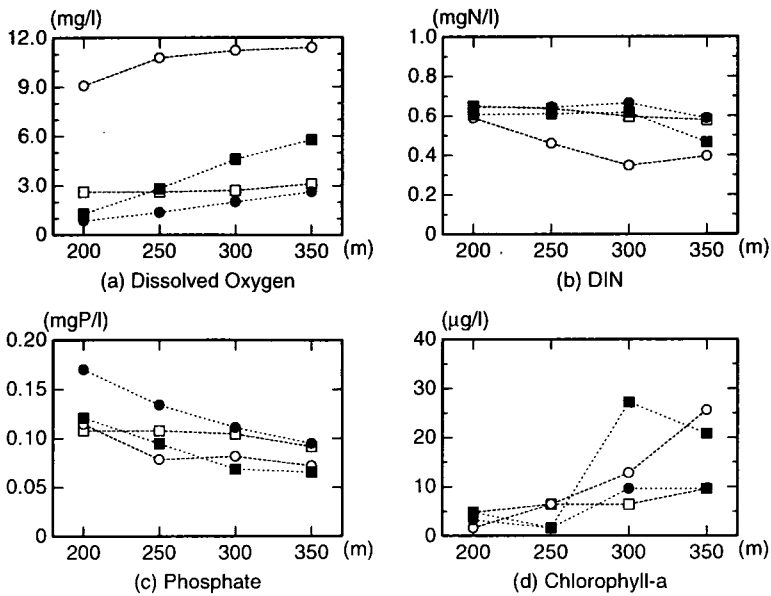 (mg/l)
12.0
9.0
6.0
3.0
0
200 250 300 350 (m)
(a) Dissolved Oxygen
(mgN/l)
1.0
0.8
0.6
0.4
0.2
0
200 250 300 350 (m)
(b) DIN
(mgP/l)
0.20
0.15
0.10
0.05
0
200 250 300 350 (m)
(c) Phosphate
(μg/l)
40
30
20
10
0
200 250 300 350 (m)
(d) Chlorophyll-a